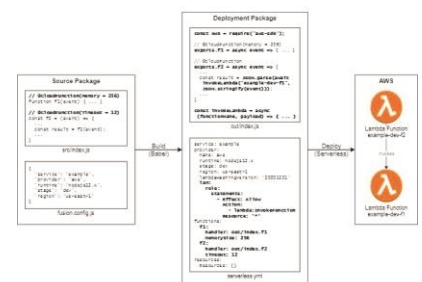 Source Package
// @cloudfunction(memory = 256)
function f1(event) { ... }
// @cloudfunction(timeout = 12)
const f2 = (event) => {
...
const result = f1(event);
...
}
src/index.js
{
service: 'example',
provider: 'aws',
runtime: 'nodejs12.x',
stage: 'dev',
region: 'us-east-1'
}
fusion.config.js
Build
(Babel)
Deployment Package
const aws = require("aws-sdk");
// @cloudfunction(memory = 256)
exports.f1 = async event => { ... }
// @cloudfunction
exports.f2 = async event => {
...
const result = JSON.parse(await
InvokeLambda("example-dev-f1",
JSON.stringify(event)));
...
}
const InvokeLambda = async
(functionName, payload) => { ... }
out/index.js
service: example
provider:
name: aws
runtime: nodejs12.x
stage: dev
region: us-east-1
iam:
role:
statements:
- Effect: Allow
Action:
- lambda:InvokeFunction
Resource: "*"
functions:
f1:
handler: out/index.f1
memorySize: 256
f2:
handler: out/index.f2
timeout: 12
resources:
Resources: {}
serverless.yml
Deploy
(Serverless)
AWS
Lambda Function
example-dev-f2
Lambda Function
example-dev-f1